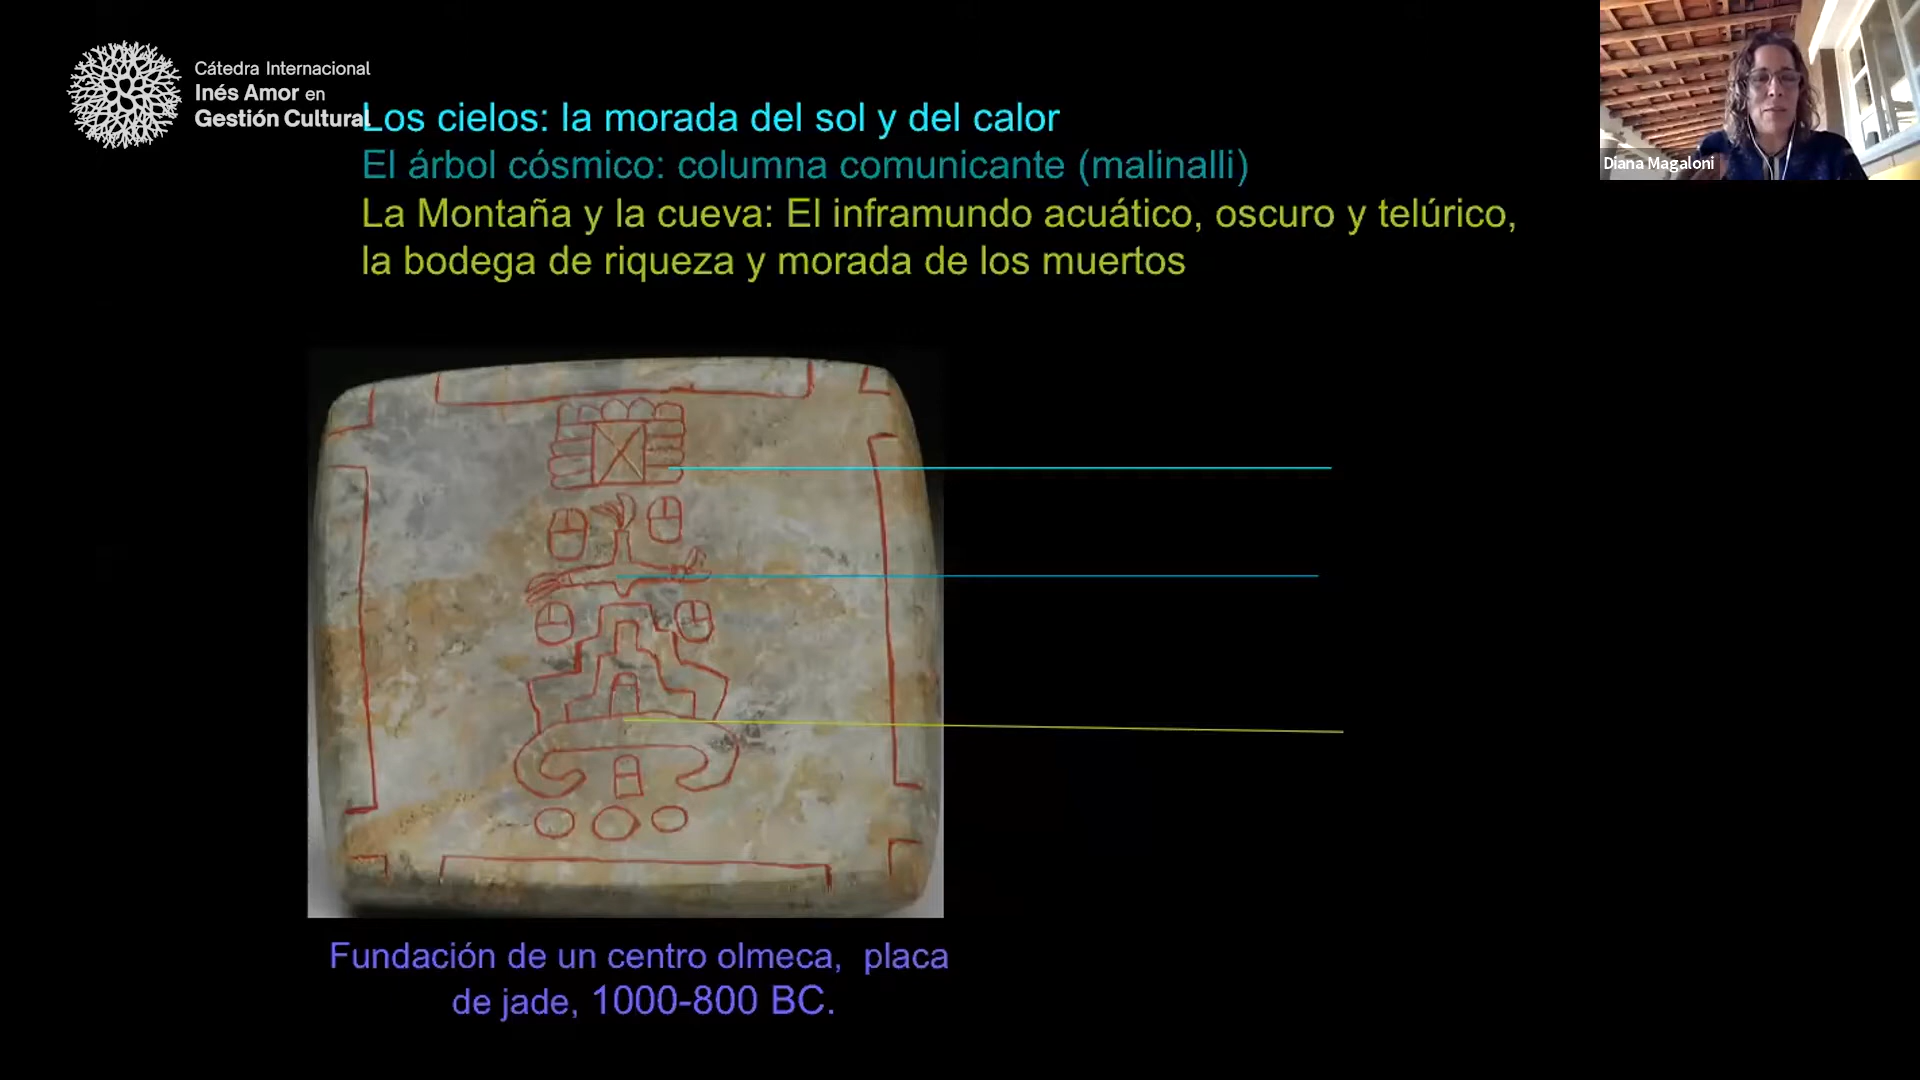 Cátedra Internacional
Inés Amor en
Gestión Cultural
Los cielos: la morada del sol y del calor
El árbol cósmico: columna comunicante (malinalli)
La Montaña y la cueva: El inframundo acuático, oscuro y telúrico,
la bodega de riqueza y morada de los muertos
Diana Magaloni
Fundación de un centro olmeca, placa
de jade, 1000-800 BC.